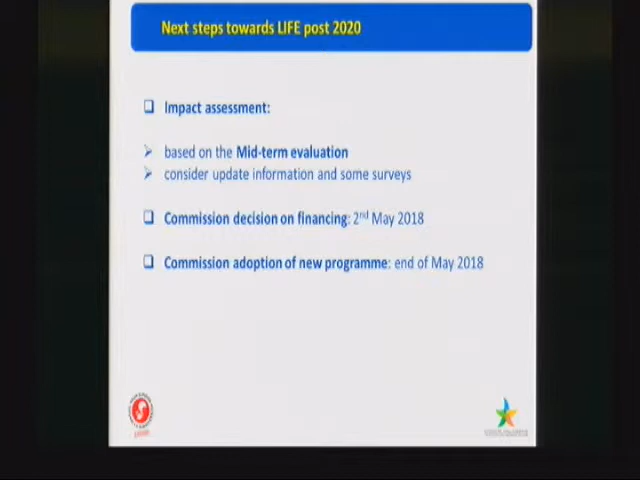 Next steps towards LIFE post 2020
❑ Impact assessment:
➢ based on the Mid-term evaluation
➢ consider update information and some surveys
❑ Commission decision on financing: 2nd May 2018
❑ Commission adoption of new programme: end of May 2018